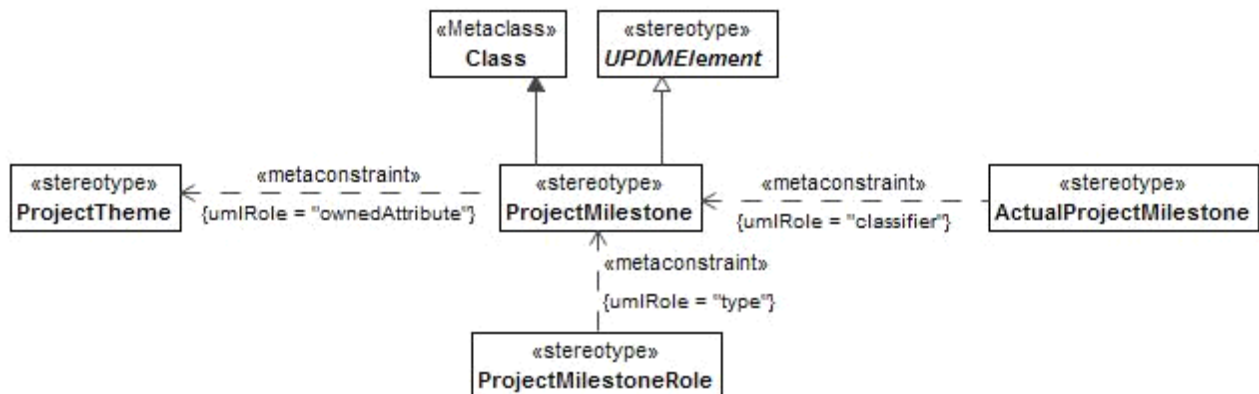 «Metaclass»
Class
«stereotype»
UPDMElement
«stereotype»
ProjectTheme
«metaconstraint»
{umlRole = "ownedAttribute"}
«stereotype»
ProjectMilestone
«metaconstraint»
{umlRole = "classifier"}
«stereotype»
ActualProjectMilestone
«metaconstraint»
{umlRole = "type"}
«stereotype»
ProjectMilestoneRole